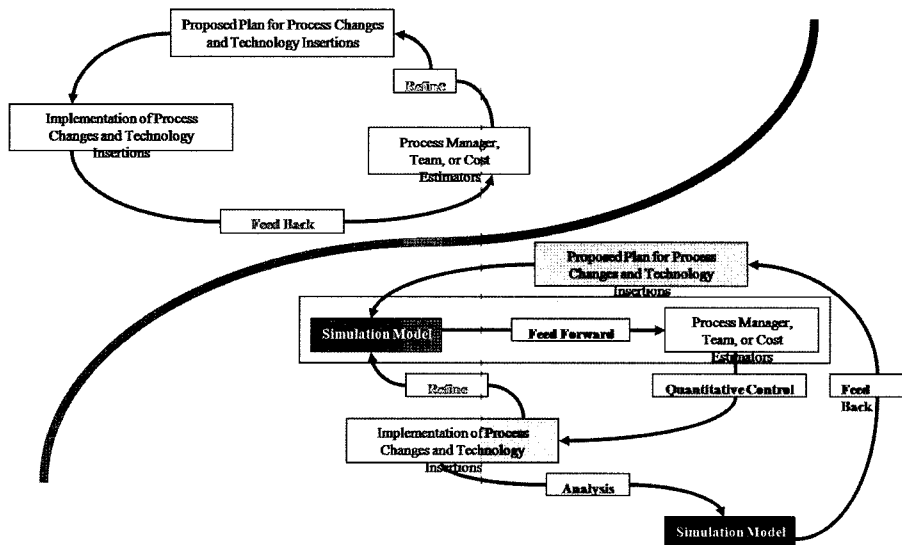 Proposed Plan for Process Changes
and Technology Insertions
Refine
Implementation of Process
Changes and Technology
Insertions
Process Manager,
Team, or Cost
Estimators
Feed Back
Proposed Plan for Process
Changes and Technology
Insertions
Simulation Model
Feed Forward
Process Manager,
Team, or Cost
Estimators
Refine
Quantitative Control
Feed
Back
Implementation of Process
Changes and Technology
Insertions
Analysis
Simulation Model